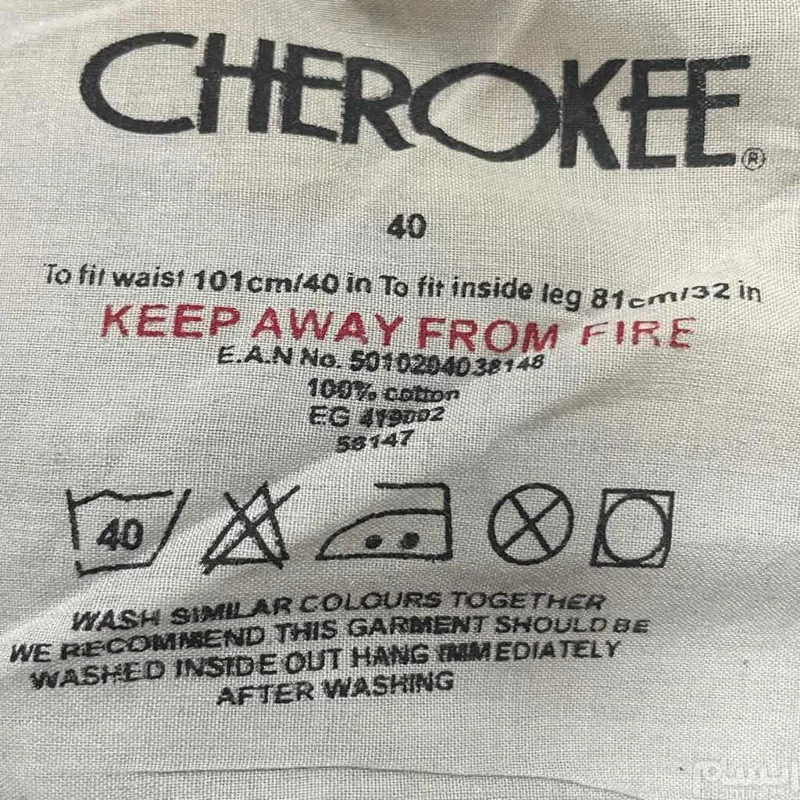 CHEROKEE®
40
To fit waist 101cm/40 in To fit inside leg 81cm/32 in
KEEP AWAY FROM FIRE
E.A.N No. 5010204038148
100% cotton
EG 419002
58147
40
WASH SIMILAR COLOURS TOGETHER
WE RECOMMEND THIS GARMENT SHOULD BE
WASHED INSIDE OUT HANG IMMEDIATELY
AFTER WASHING